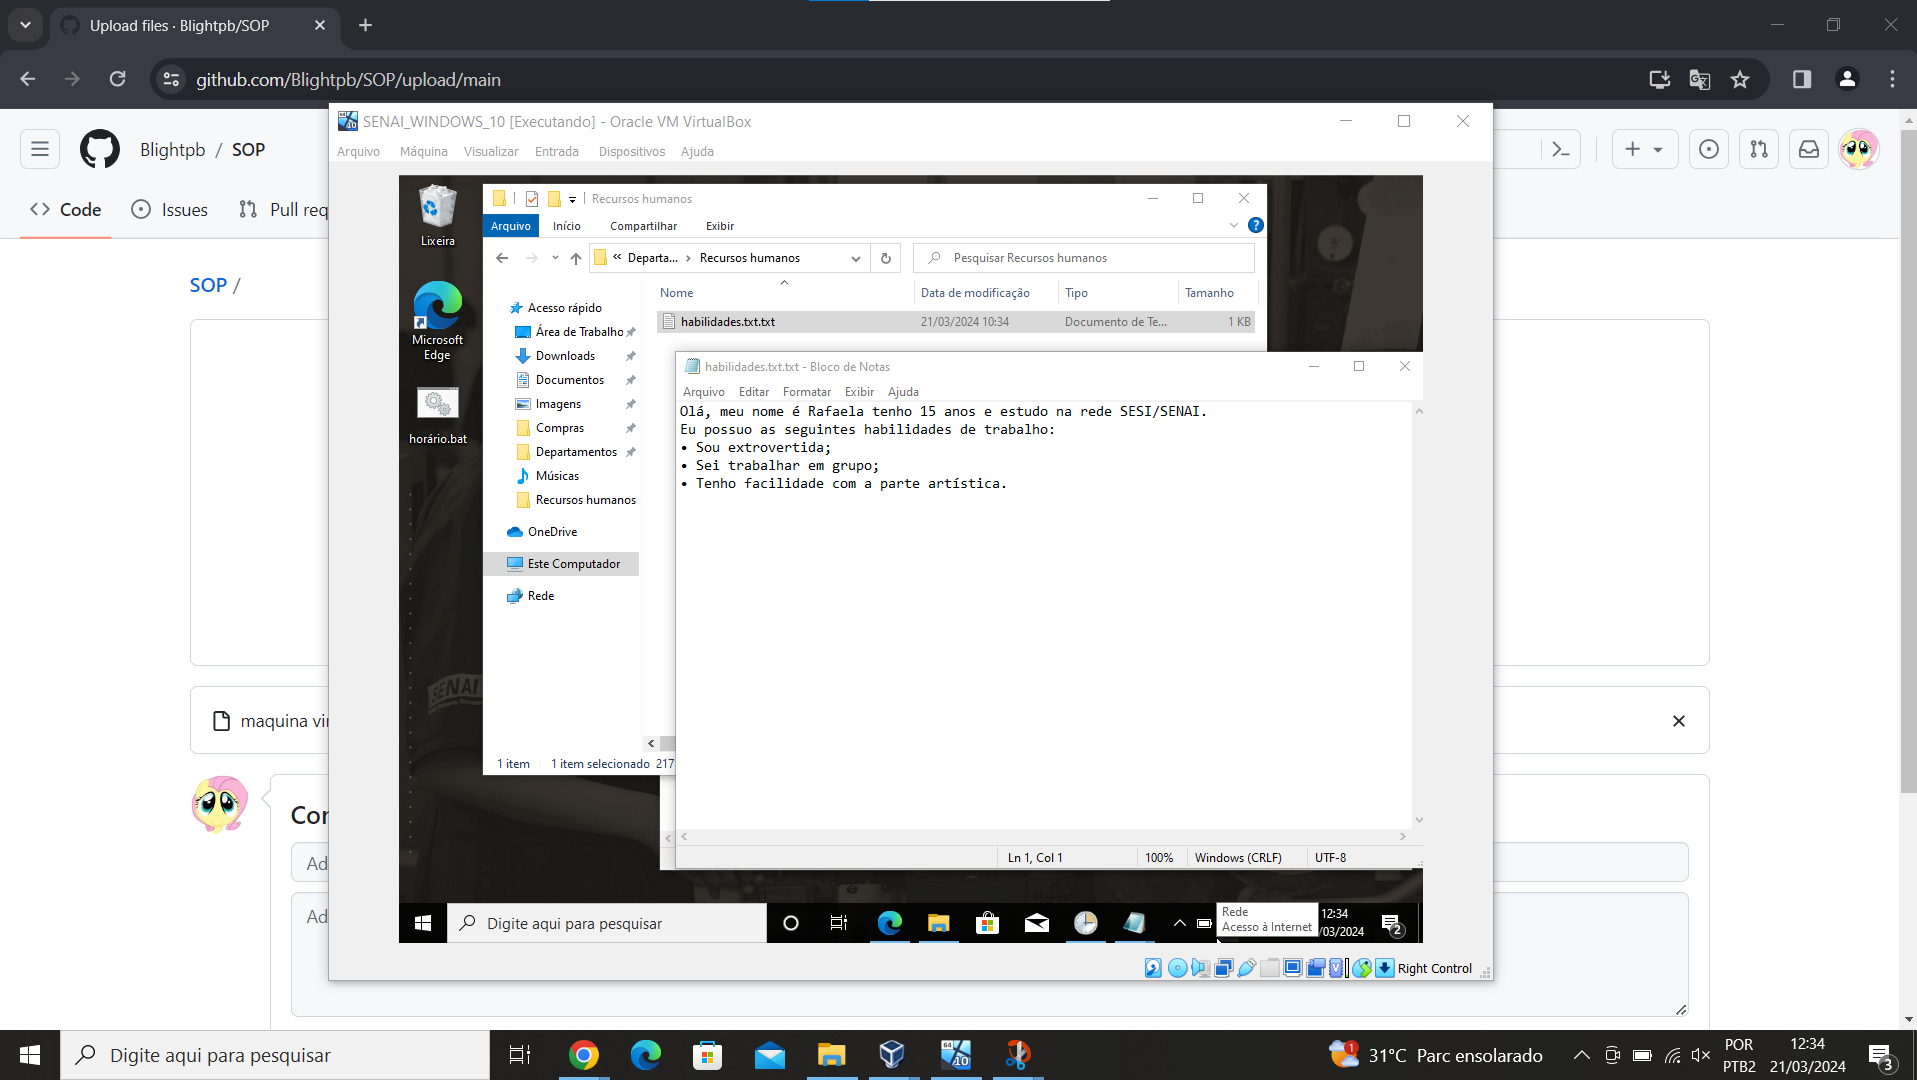 Upload files · Blightpb/SOP
github.com/Blightpb/SOP/upload/main
SENAI_WINDOWS_10 [Executando] - Oracle VM VirtualBox
Arquivo Máquina Visualizar Entrada Dispositivos Ajuda
Blightpb / SOP
Code Issues Pull req
SOP /
maquina vir
Cor
Ad
Ad
Lixeira
Microsoft
Edge
horário.bat
Recursos humanos
Arquivo Início Compartilhar Exibir
« Departa... › Recursos humanos
Pesquisar Recursos humanos
Nome Data de modificação Tipo Tamanho
habilidades.txt.txt 21/03/2024 10:34 Documento de Te... 1 KB
Acesso rápido
Área de Trabalho
Downloads
Documentos
Imagens
Compras
Departamentos
Músicas
Recursos humanos
OneDrive
Este Computador
Rede
1 item 1 item selecionado 217
habilidades.txt.txt - Bloco de Notas
Arquivo Editar Formatar Exibir Ajuda
Olá, meu nome é Rafaela tenho 15 anos e estudo na rede SESI/SENAI.
Eu possuo as seguintes habilidades de trabalho:
• Sou extrovertida;
• Sei trabalhar em grupo;
• Tenho facilidade com a parte artística.
Ln 1, Col 1 100% Windows (CRLF) UTF-8
SENAI
Digite aqui para pesquisar
Rede
Acesso à Internet
12:34
/03/2024
2
Right Control
Digite aqui para pesquisar
1
31°C Parc ensolarado
POR
PTB2
12:34
21/03/2024
3